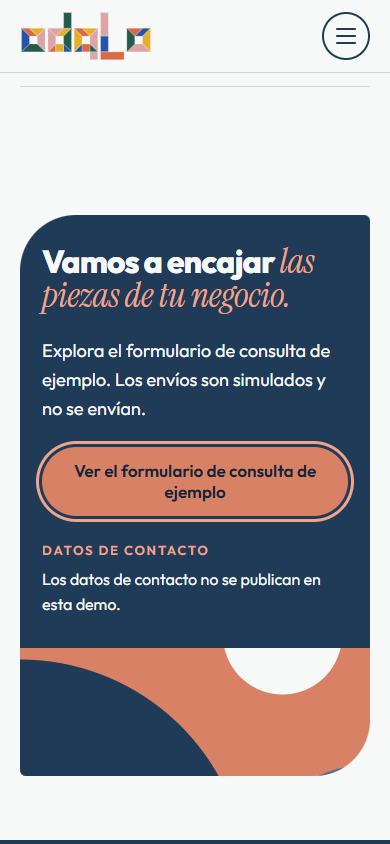 adalo
Vamos a encajar las
piezas de tu negocio.
Explora el formulario de consulta de
ejemplo. Los envíos son simulados y
no se envían.
Ver el formulario de consulta de
ejemplo
DATOS DE CONTACTO
Los datos de contacto no se publican en
esta demo.